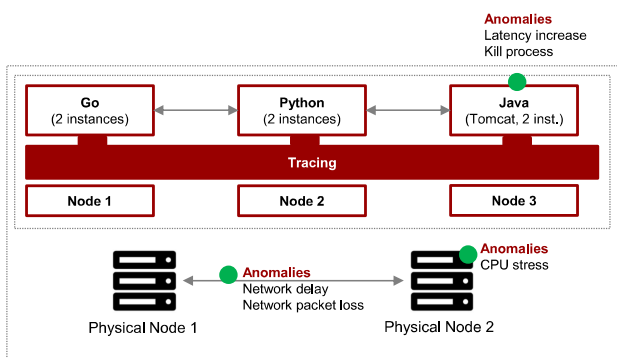 Anomalies
Latency increase
Kill process
Go
(2 instances)
Python
(2 instances)
Java
(Tomcat, 2 inst.)
Tracing
Node 1
Node 2
Node 3
Anomalies
CPU stress
Anomalies
Network delay
Network packet loss
Physical Node 1
Physical Node 2